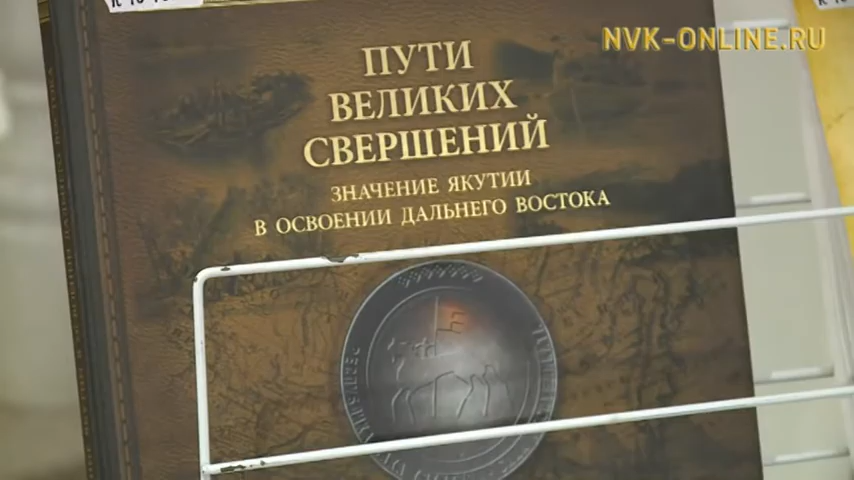 NVK-ONLINE.RU
ПУТИ
ВЕЛИКИХ
СВЕРШЕНИЙ
ЗНАЧЕНИЕ ЯКУТИИ
В ОСВОЕНИИ ДАЛЬНЕГО ВОСТОКА